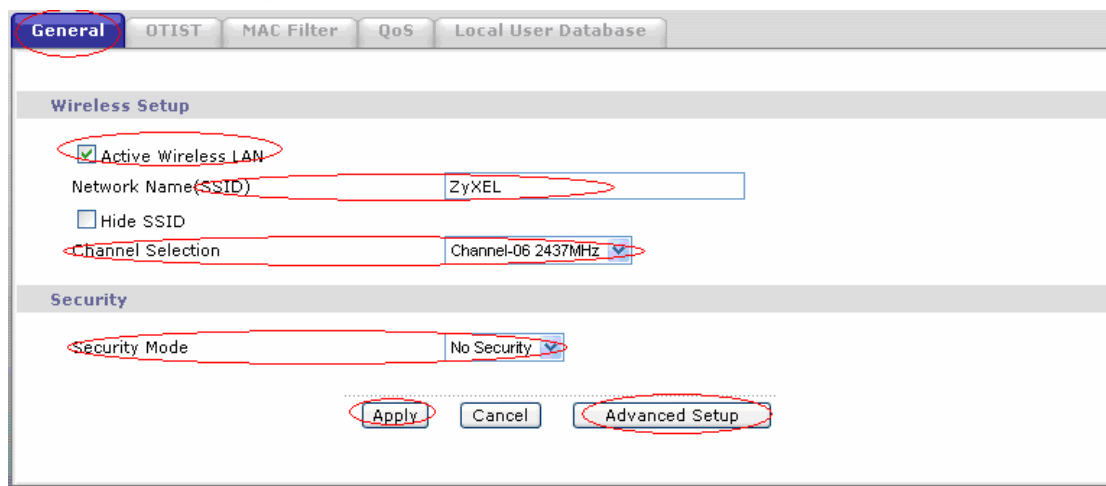 General OTIST MAC Filter QoS Local User Database
Wireless Setup
Active Wireless LAN
Network Name(SSID) ZyXEL
Hide SSID
Channel Selection Channel-06 2437MHz
Security
Security Mode No Security
Apply Cancel Advanced Setup